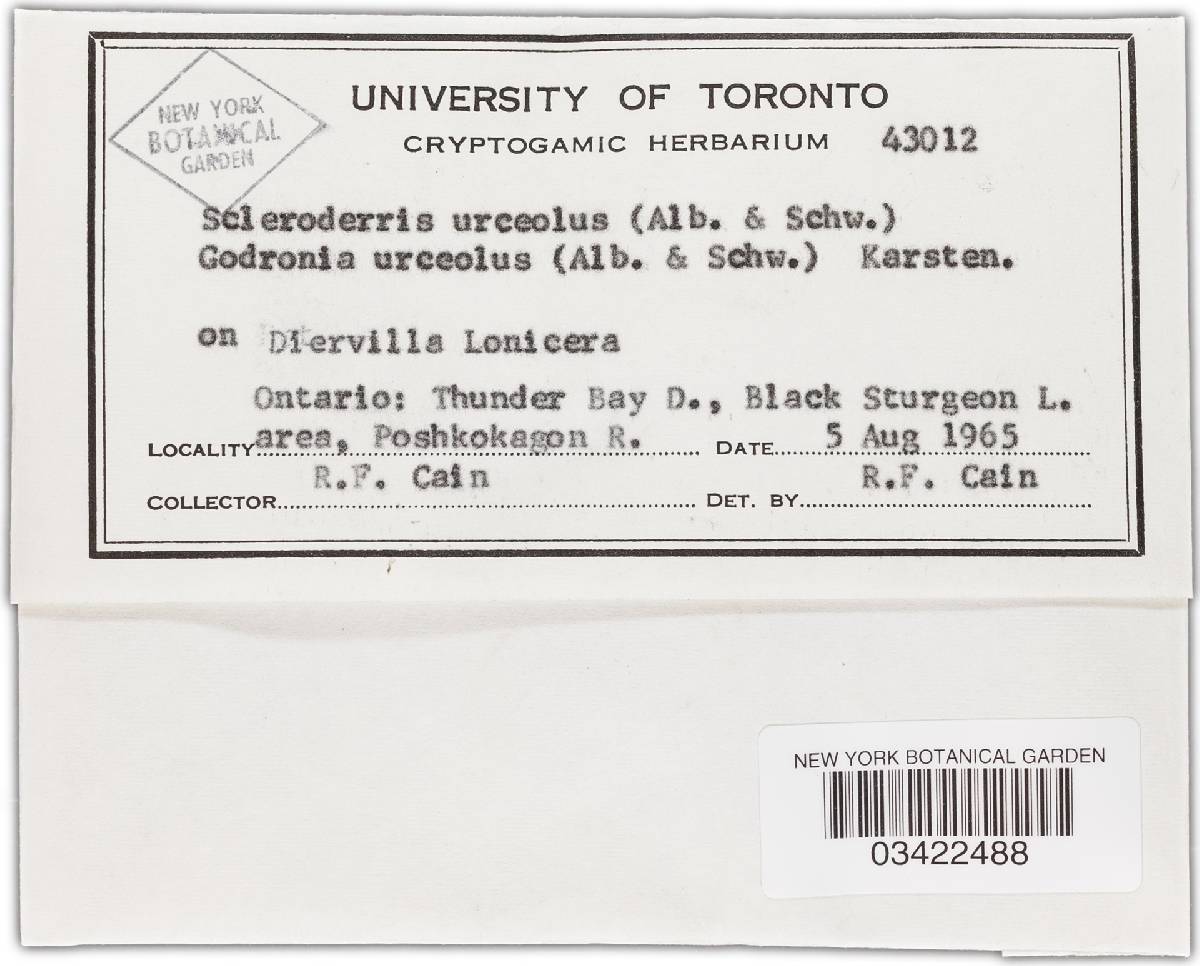 NEW YORK
BOTANICAL
GARDEN
UNIVERSITY OF TORONTO
CRYPTOGAMIC HERBARIUM 43012
Scleroderris urceolus (Alb. & Schw.)
Godronia urceolus (Alb. & Schw.) Karsten.
on Diervilla Lonicera
Ontario: Thunder Bay D., Black Sturgeon L.
LOCALITY area, Poshkokagon R. DATE 5 Aug 1965
COLLECTOR R.F. Cain DET. BY R.F. Cain
NEW YORK BOTANICAL GARDEN
03422488